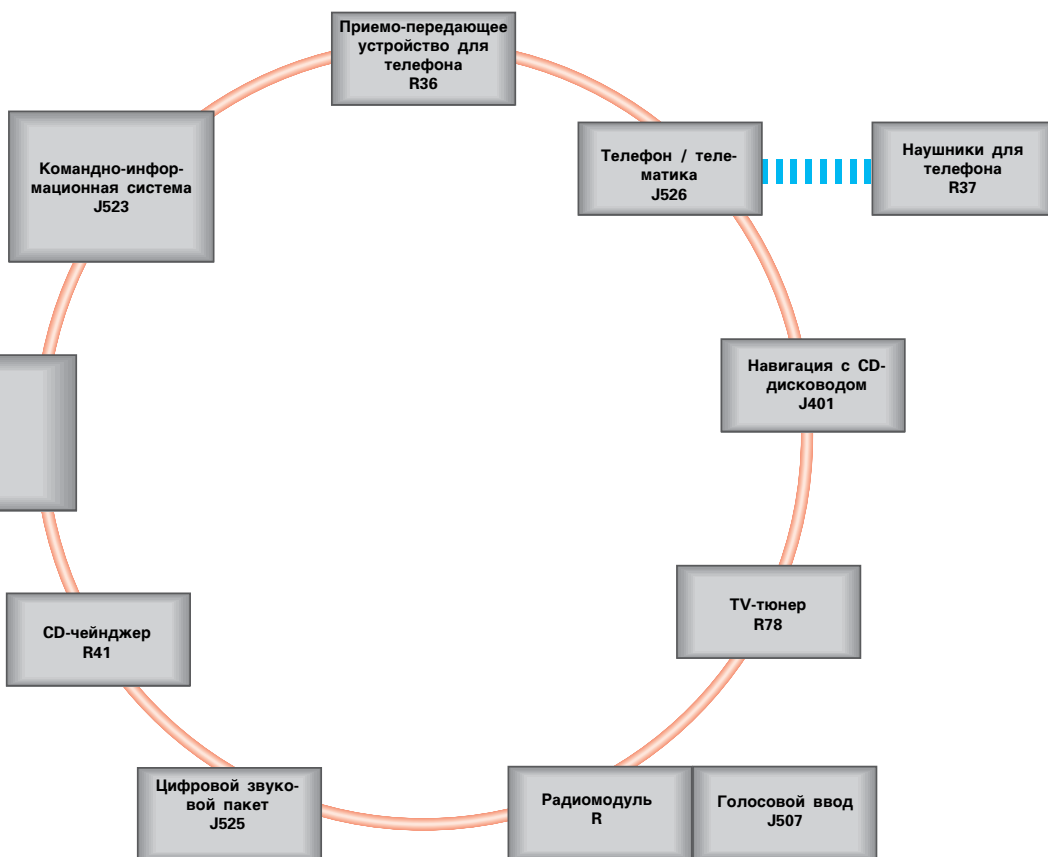 Приемо-передающее
устройство для
телефона
R36
Командно-инфор-
мационная система
J523
Телефон / теле-
матика
J526
Наушники для
телефона
R37
Навигация с CD-
дисководом
J401
TV-тюнер
R78
CD-чейнджер
R41
Цифровой звуко-
вой пакет
J525
Радиомодуль
R
Голосовой ввод
J507